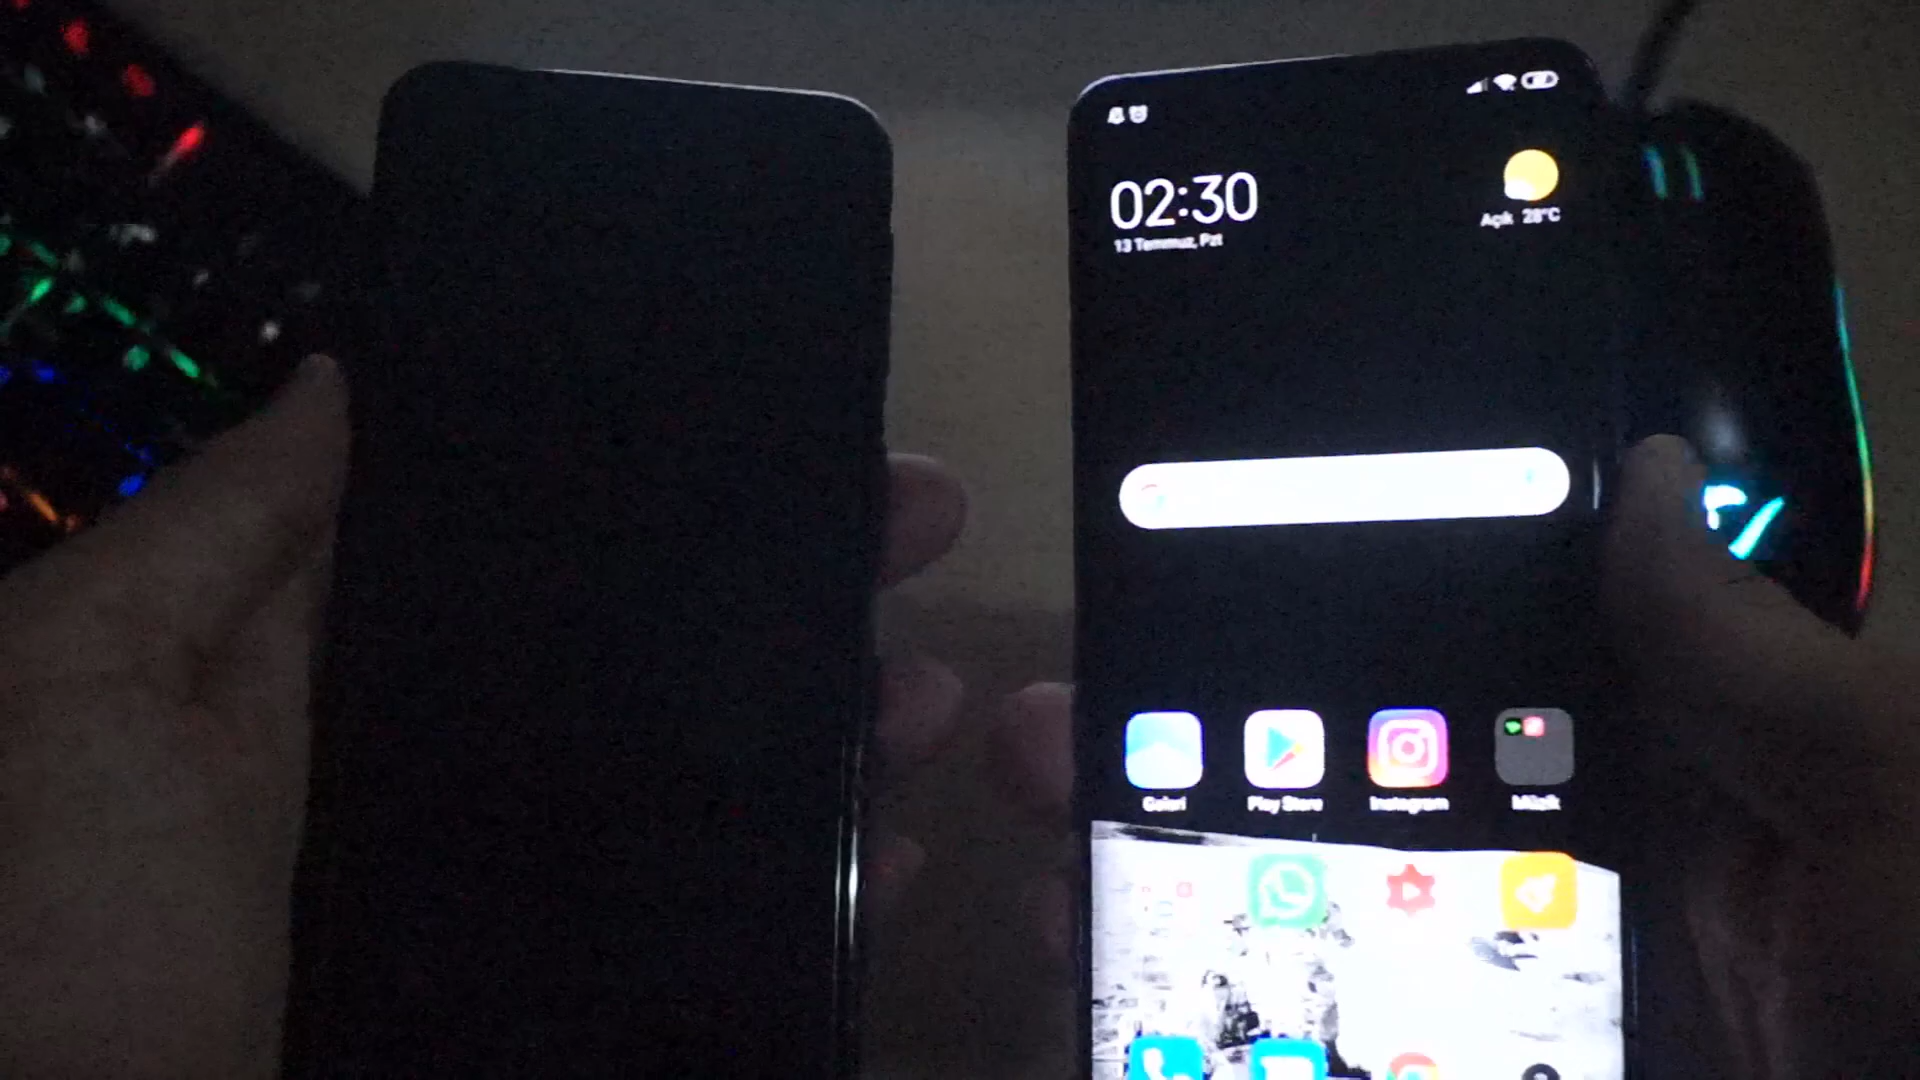 02:30
13 Temmuz, Pzt
Açık 28°C
Galeri
Play Store
Instagram
Müzik